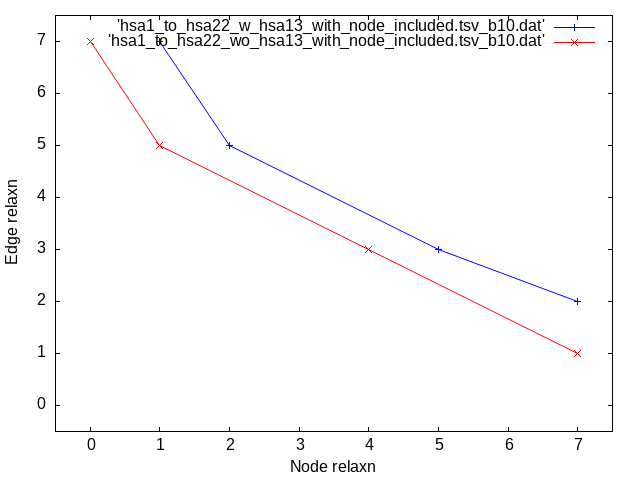 'hsa1_to_hsa22_w_hsa13_with_node_included.tsv_b10.dat'
'hsa1_to_hsa22_wo_hsa13_with_node_included.tsv_b10.dat'
7
6
5
4
3
2
1
0
Edge relaxn
0 1 2 3 4 5 6 7
Node relaxn